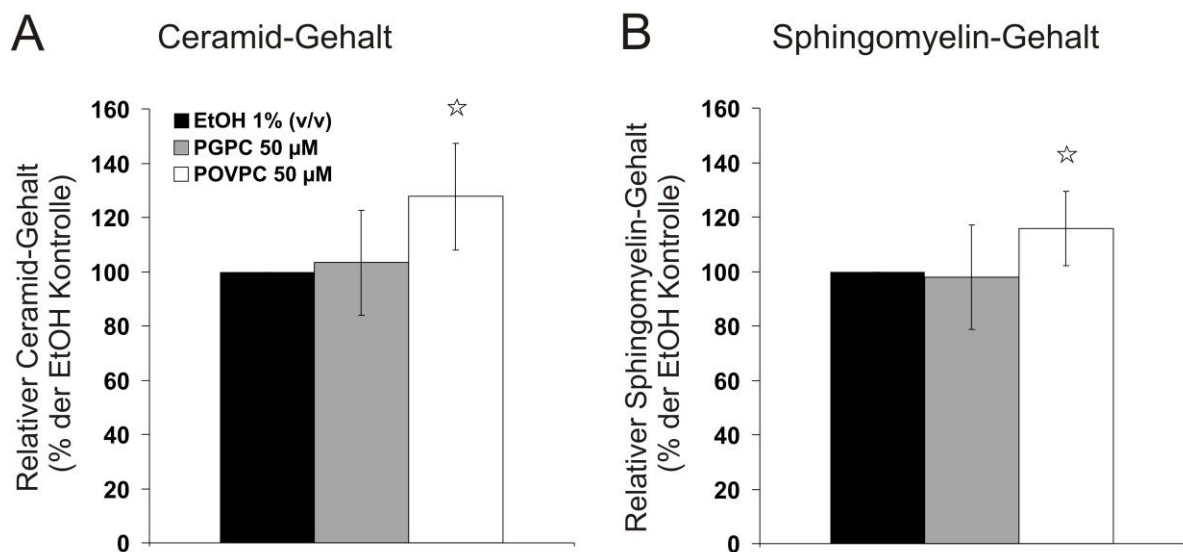 A
Ceramid-Gehalt
Relativer Ceramid-Gehalt
(% der EtOH Kontrolle)
160
140
120
100
80
60
40
20
0
EtOH 1% (v/v)
PGPC 50 µM
POVPC 50 µM
B
Sphingomyelin-Gehalt
Relativer Sphingomyelin-Gehalt
(% der EtOH Kontrolle)
160
140
120
100
80
60
40
20
0